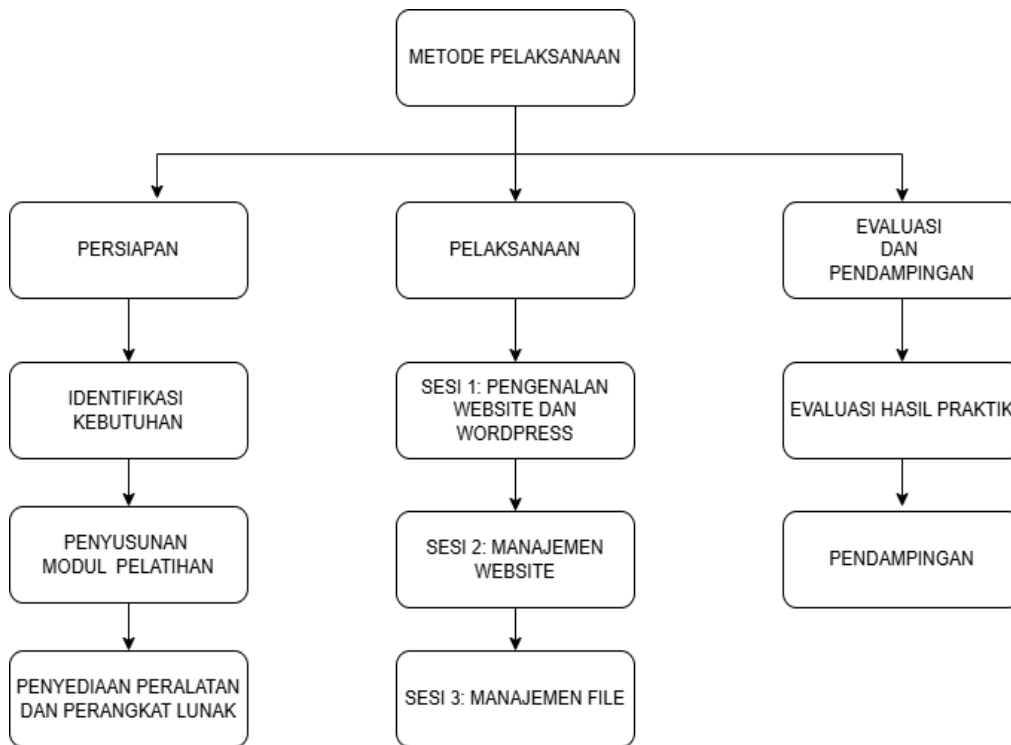 METODE PELAKSANAAN
PERSIAPAN
PELAKSANAAN
EVALUASI
DAN
PENDAMPINGAN
IDENTIFIKASI
KEBUTUHAN
SESI 1: PENGENALAN
WEBSITE DAN
WORDPRESS
EVALUASI HASIL PRAKTIK
PENYUSUNAN
MODUL PELATIHAN
SESI 2: MANAJEMEN
WEBSITE
PENDAMPINGAN
PENYEDIAAN PERALATAN
DAN PERANGKAT LUNAK
SESI 3: MANAJEMEN FILE